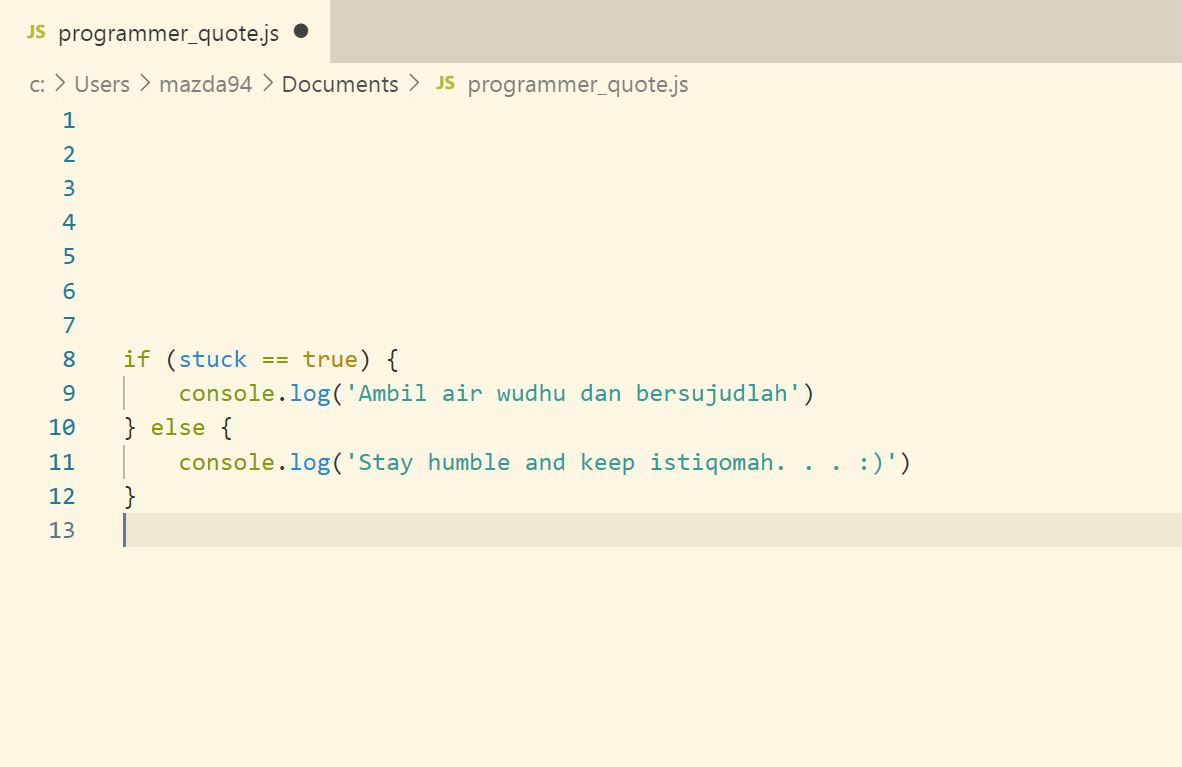 JS programmer_quote.js
c: > Users > mazda94 > Documents > JS programmer_quote.js
1
2
3
4
5
6
7
8 if (stuck == true) {
9     console.log('Ambil air wudhu dan bersujudlah')
10 } else {
11     console.log('Stay humble and keep istiqomah. . . :)')
12 }
13